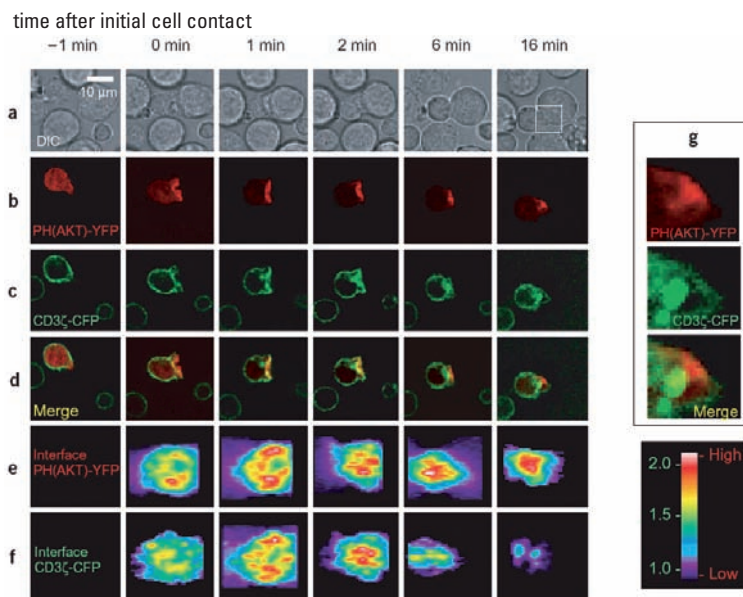 time after initial cell contact
–1 min 0 min 1 min 2 min 6 min 16 min
a
10 µm
DIC
b
PH(AKT)-YFP
c
CD3ζ-CFP
d
Merge
e
Interface
PH(AKT)-YFP
f
Interface
CD3ζ-CFP
g
PH(AKT)-YFP
CD3ζ-CFP
Merge
2.0 High
1.5
1.0 Low